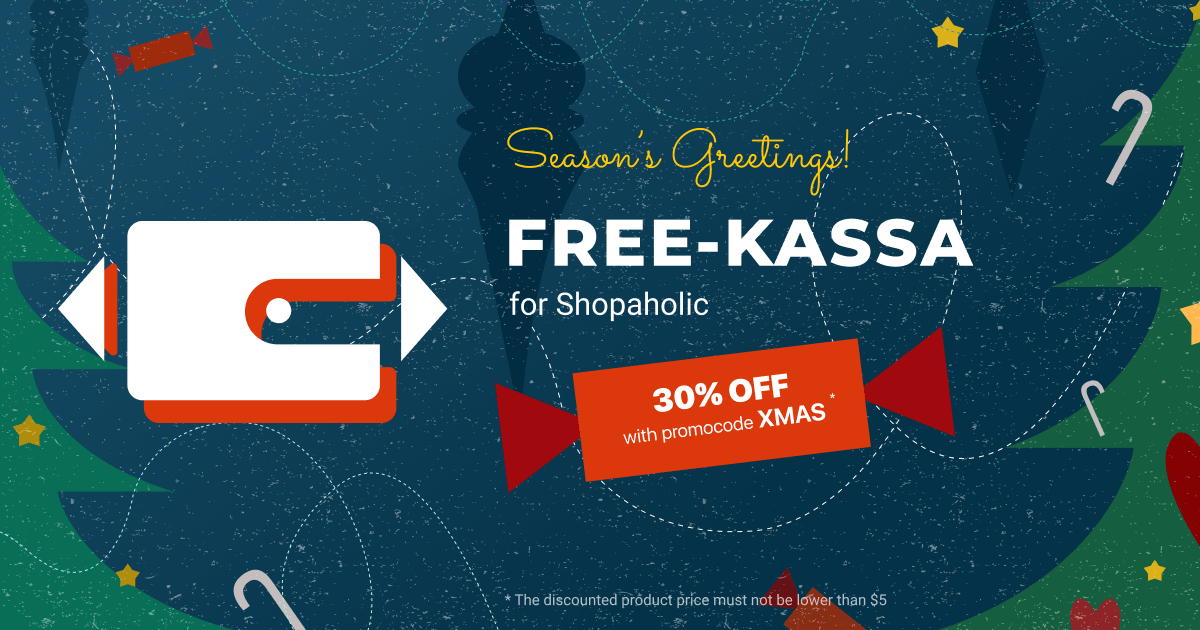 Season's Greetings!
FREE-KASSA
for Shopaholic
30% OFF
with promocode XMAS *
* The discounted product price must not be lower than $5